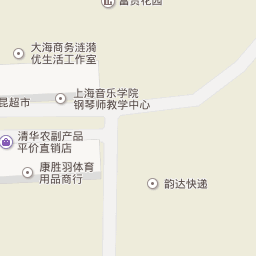 富贵花园
大海商务涟漪
优生活工作室
上海音乐学院
钢琴师教学中心
昆超市
清华农副产品
平价直销店
康胜羽体育
用品商行
韵达快递